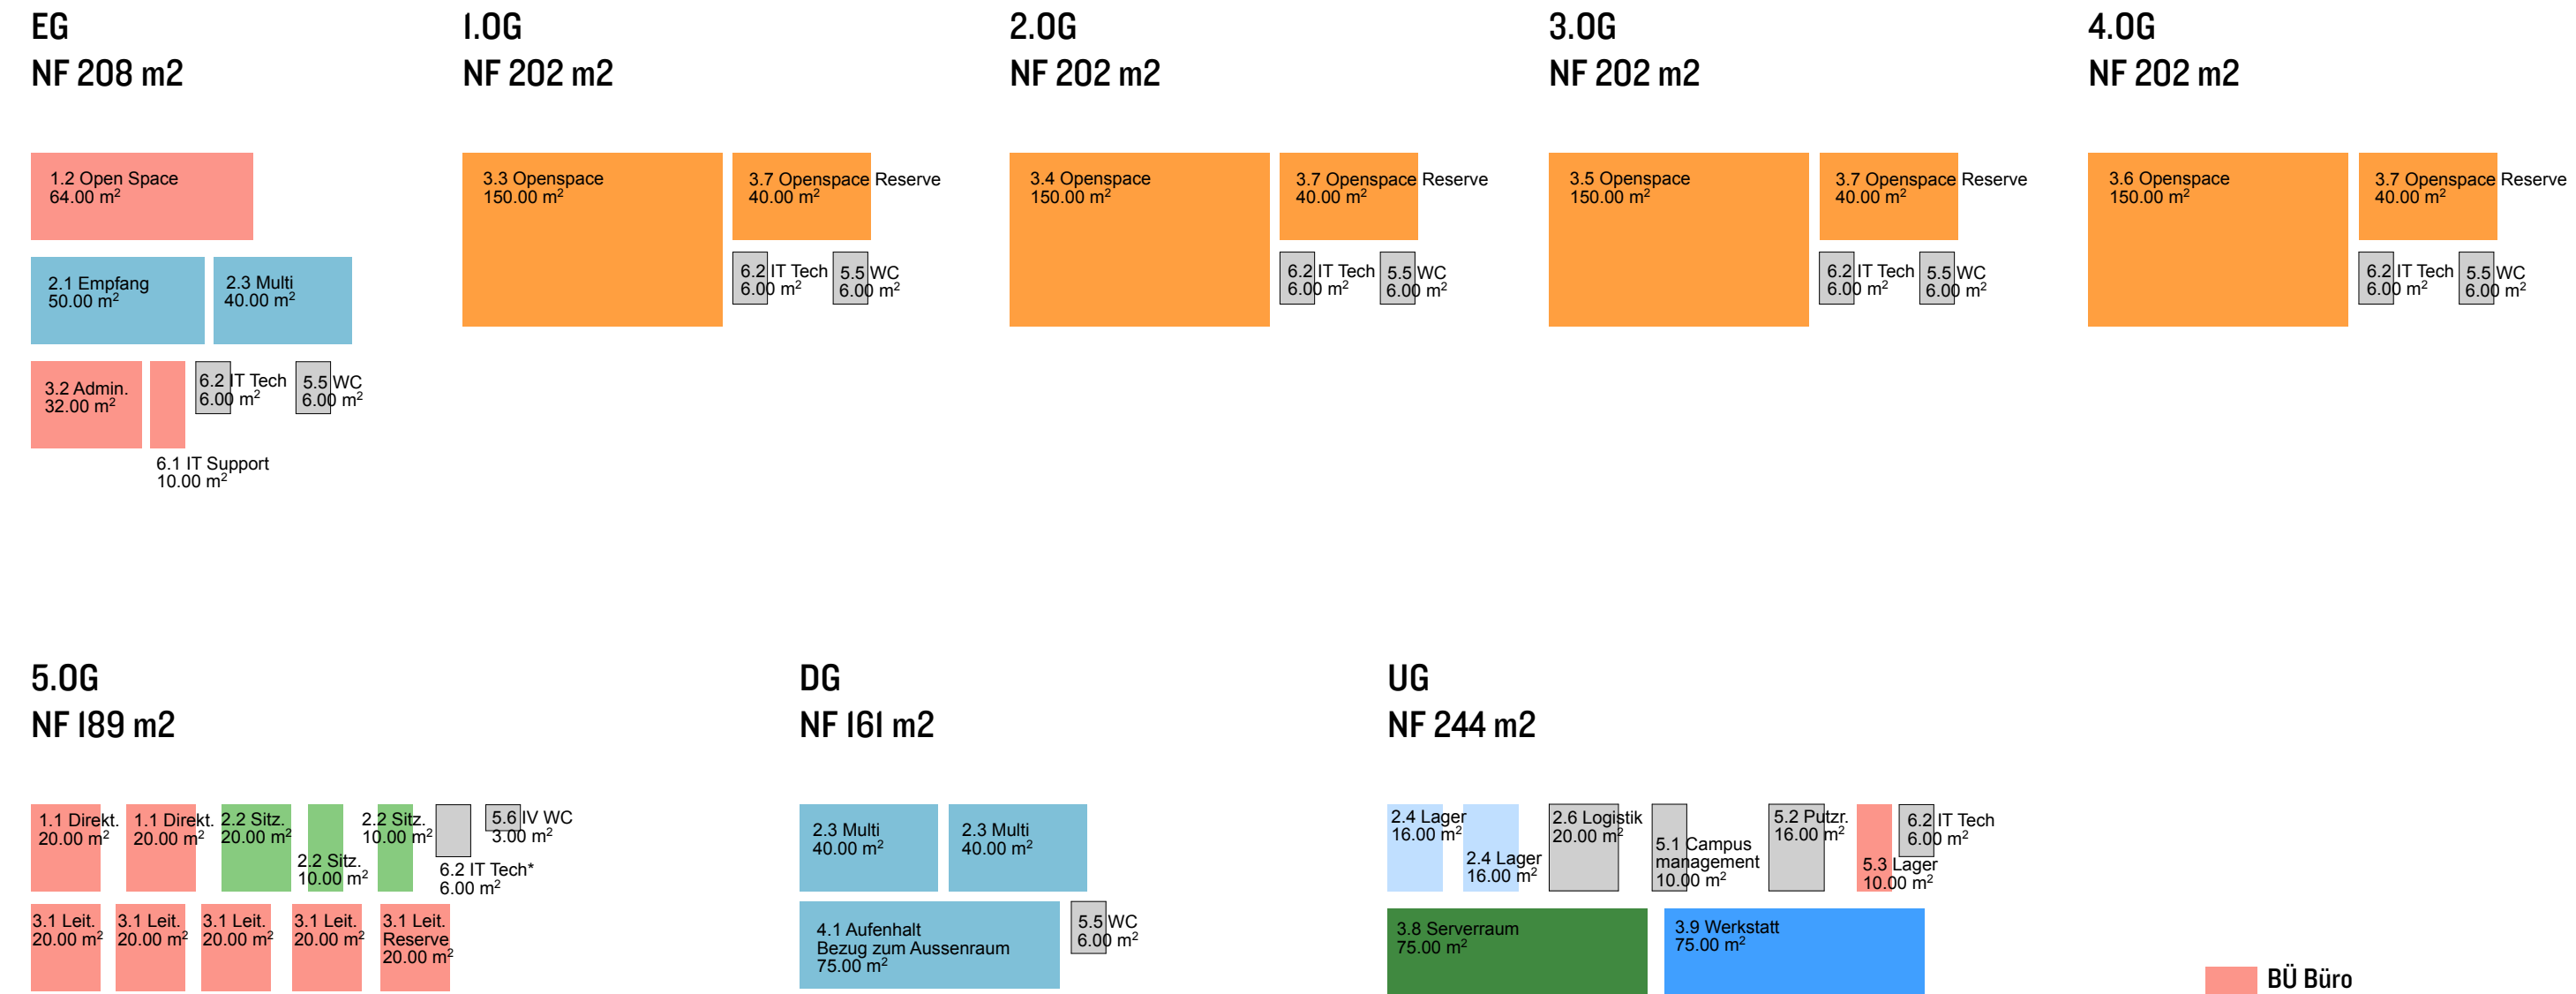 EG
NF 208 m2
1.2 Open Space
64.00 m²
2.1 Empfang
50.00 m²
2.3 Multi
40.00 m²
3.2 Admin.
32.00 m²
6.2 IT Tech
6.00 m²
5.5 WC
6.00 m²
6.1 IT Support
10.00 m²
1.OG
NF 202 m2
3.3 Openspace
150.00 m²
3.7 Openspace Reserve
40.00 m²
6.2 IT Tech
6.00 m²
5.5 WC
6.00 m²
2.OG
NF 202 m2
3.4 Openspace
150.00 m²
3.7 Openspace Reserve
40.00 m²
6.2 IT Tech
6.00 m²
5.5 WC
6.00 m²
3.OG
NF 202 m2
3.5 Openspace
150.00 m²
3.7 Openspace Reserve
40.00 m²
6.2 IT Tech
6.00 m²
5.5 WC
6.00 m²
4.OG
NF 202 m2
3.6 Openspace
150.00 m²
3.7 Openspace Reserve
40.00 m²
6.2 IT Tech
6.00 m²
5.5 WC
6.00 m²
5.OG
NF 189 m2
1.1 Direkt.
20.00 m²
1.1 Direkt.
20.00 m²
2.2 Sitz.
20.00 m²
2.2 Sitz.
10.00 m²
2.2 Sitz.
10.00 m²
6.2 IT Tech*
6.00 m²
5.6 IV WC
3.00 m²
3.1 Leit.
20.00 m²
3.1 Leit.
20.00 m²
3.1 Leit.
20.00 m²
3.1 Leit.
20.00 m²
3.1 Leit.
Reserve
20.00 m²
DG
NF 161 m2
2.3 Multi
40.00 m²
2.3 Multi
40.00 m²
4.1 Aufenhalt
Bezug zum Aussenraum
75.00 m²
5.5 WC
6.00 m²
UG
NF 244 m2
2.4 Lager
16.00 m²
2.4 Lager
16.00 m²
2.6 Logistik
20.00 m²
5.1 Campus
management
10.00 m²
5.2 Putzr.
16.00 m²
5.3 Lager
10.00 m²
6.2 IT Tech
6.00 m²
3.8 Serverraum
75.00 m²
3.9 Werkstatt
75.00 m²
BÜ Büro